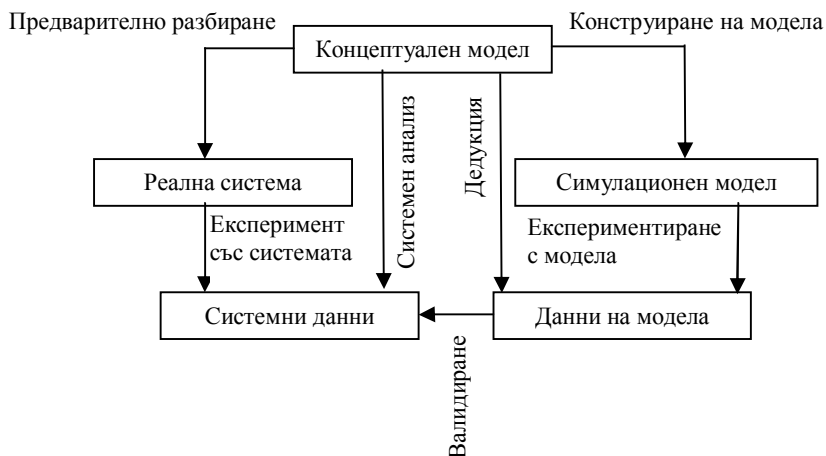 Предварително разбиране
Конструиране на модела
Концептуален модел
Системен анализ
Дедукция
Реална система
Симулационен модел
Експеримент
със системата
Експериментиране
с модела
Системни данни
Данни на модела
Валидиране